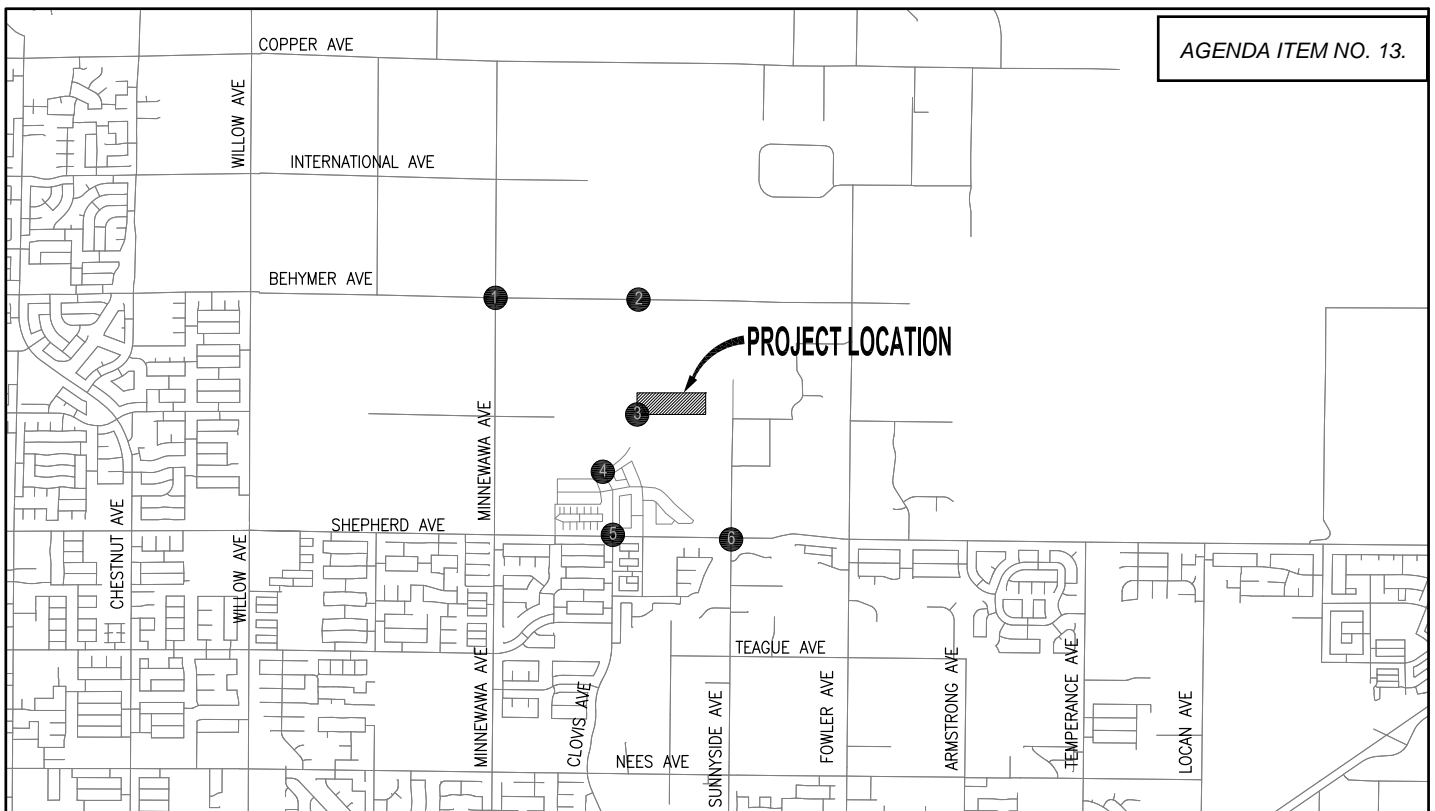 AGENDA ITEM NO. 13.
COPPER AVE
WILLOW AVE
INTERNATIONAL AVE
BEHYMER AVE
1
2
PROJECT LOCATION
3
MINNEWAWA AVE
4
CHESTNUT AVE
SHEPHERD AVE
5
6
WILLOW AVE
TEAGUE AVE
MINNEWAWA AVE
CLOVIS AVE
SUNNYSIDE AVE
FOWLER AVE
ARMSTRONG AVE
TEMPERANCE AVE
LOCAN AVE
NEES AVE